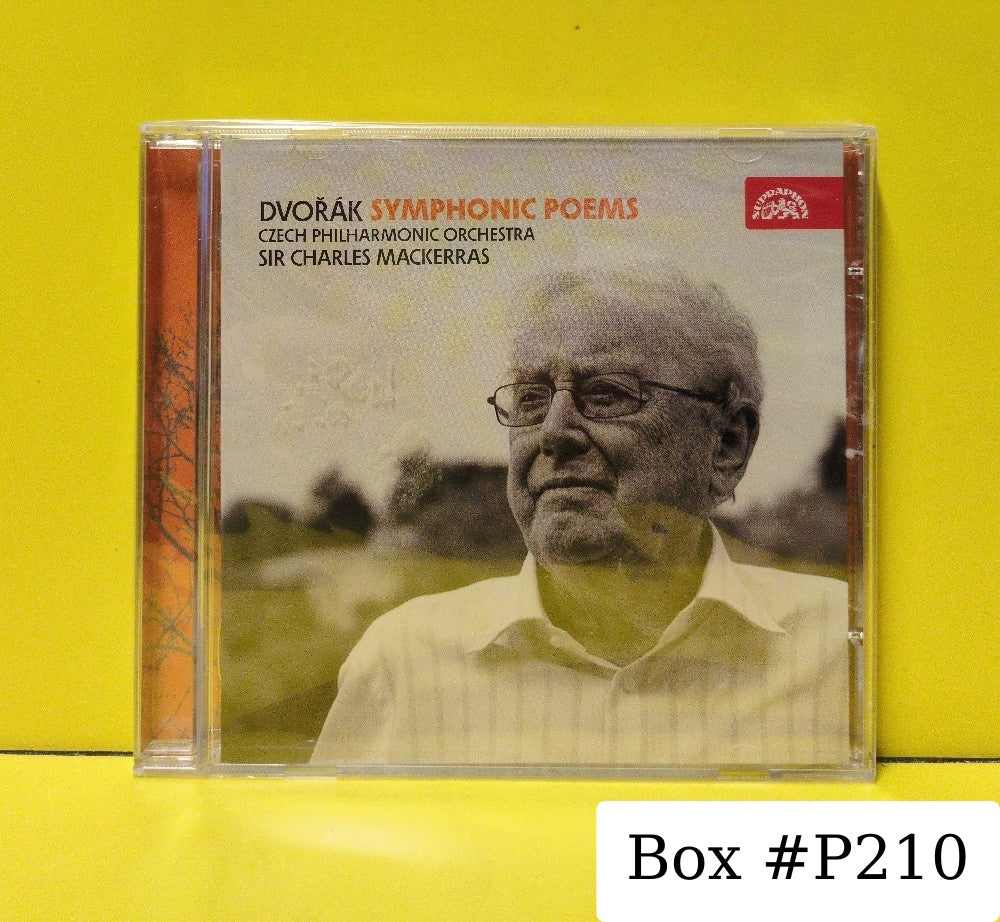 DVOŘÁK SYMPHONIC POEMS
CZECH PHILHARMONIC ORCHESTRA
SIR CHARLES MACKERRAS
SUPRAPHON
Box #P210